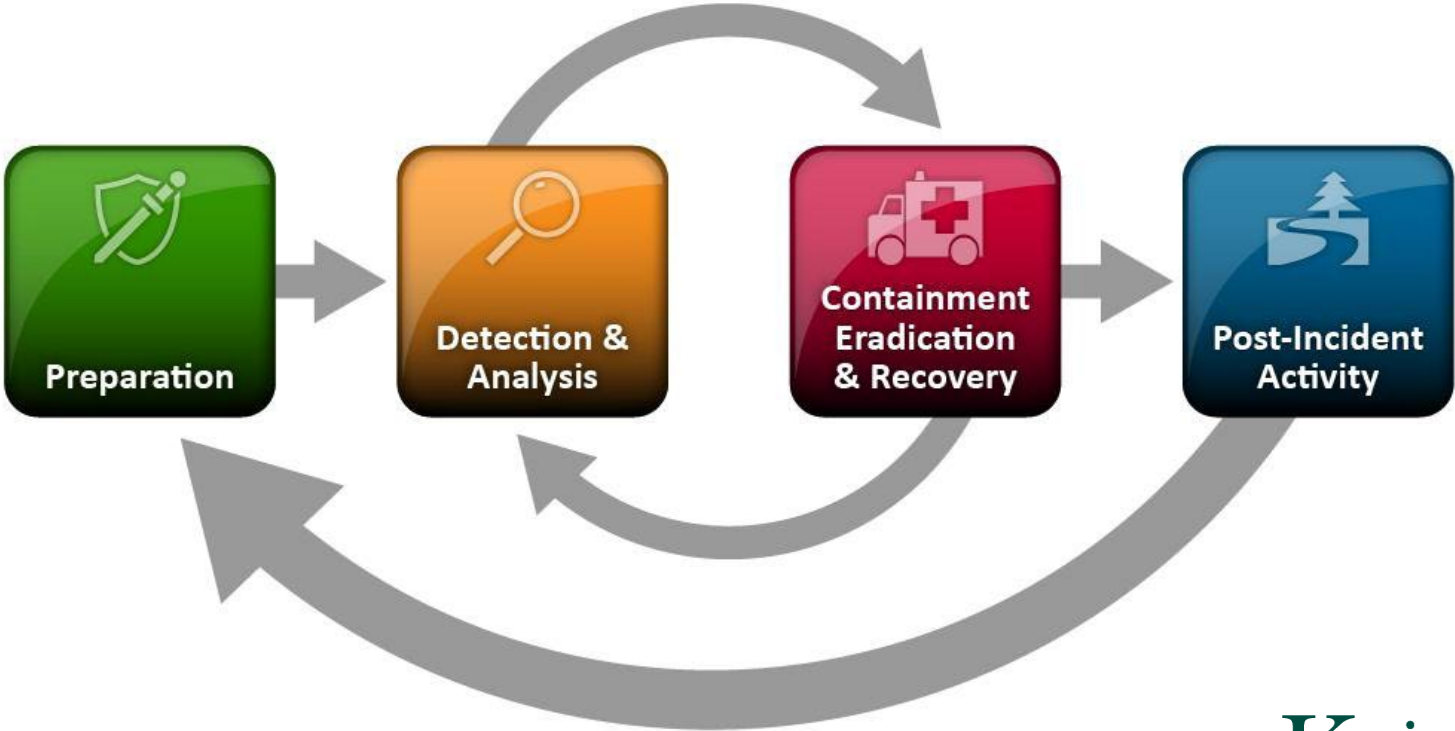 Preparation
Detection &
Analysis
Containment
Eradication
& Recovery
Post-Incident
Activity